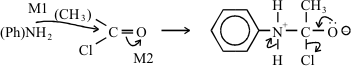 M1
(CH₃)
(Ph)NH₂
C=O
Cl
M2
H CH₃
N⁺—C—O:⊖
H Cl